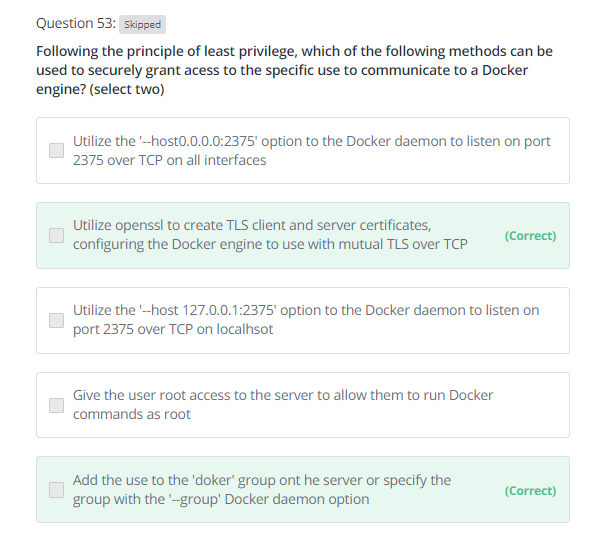 Question 53: Skipped
Following the principle of least privilege, which of the following methods can be
used to securely grant acess to the specific use to communicate to a Docker
engine? (select two)
Utilize the '--host0.0.0.0:2375' option to the Docker daemon to listen on port
2375 over TCP on all interfaces
Utilize openssl to create TLS client and server certificates,
configuring the Docker engine to use with mutual TLS over TCP
(Correct)
Utilize the '--host 127.0.0.1:2375' option to the Docker daemon to listen on
port 2375 over TCP on localhsot
Give the user root access to the server to allow them to run Docker
commands as root
Add the use to the 'doker' group ont he server or specify the
group with the '--group' Docker daemon option
(Correct)